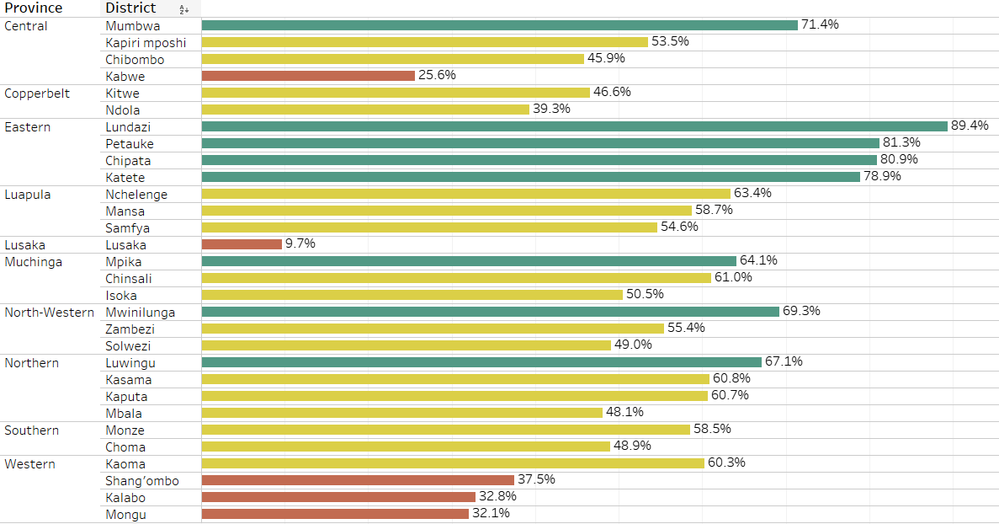 Province District
Central Mumbwa 71.4%
Kapiri mposhi 53.5%
Chibombo 45.9%
Kabwe 25.6%
Copperbelt Kitwe 46.6%
Ndola 39.3%
Eastern Lundazi 89.4%
Petauke 81.3%
Chipata 80.9%
Katete 78.9%
Luapula Nchelenge 63.4%
Mansa 58.7%
Samfya 54.6%
Lusaka Lusaka 9.7%
Muchinga Mpika 64.1%
Chinsali 61.0%
Isoka 50.5%
North-Western Mwinilunga 69.3%
Zambezi 55.4%
Solwezi 49.0%
Northern Luwingu 67.1%
Kasama 60.8%
Kaputa 60.7%
Mbala 48.1%
Southern Monze 58.5%
Choma 48.9%
Western Kaoma 60.3%
Shang’ombo 37.5%
Kalabo 32.8%
Mongu 32.1%